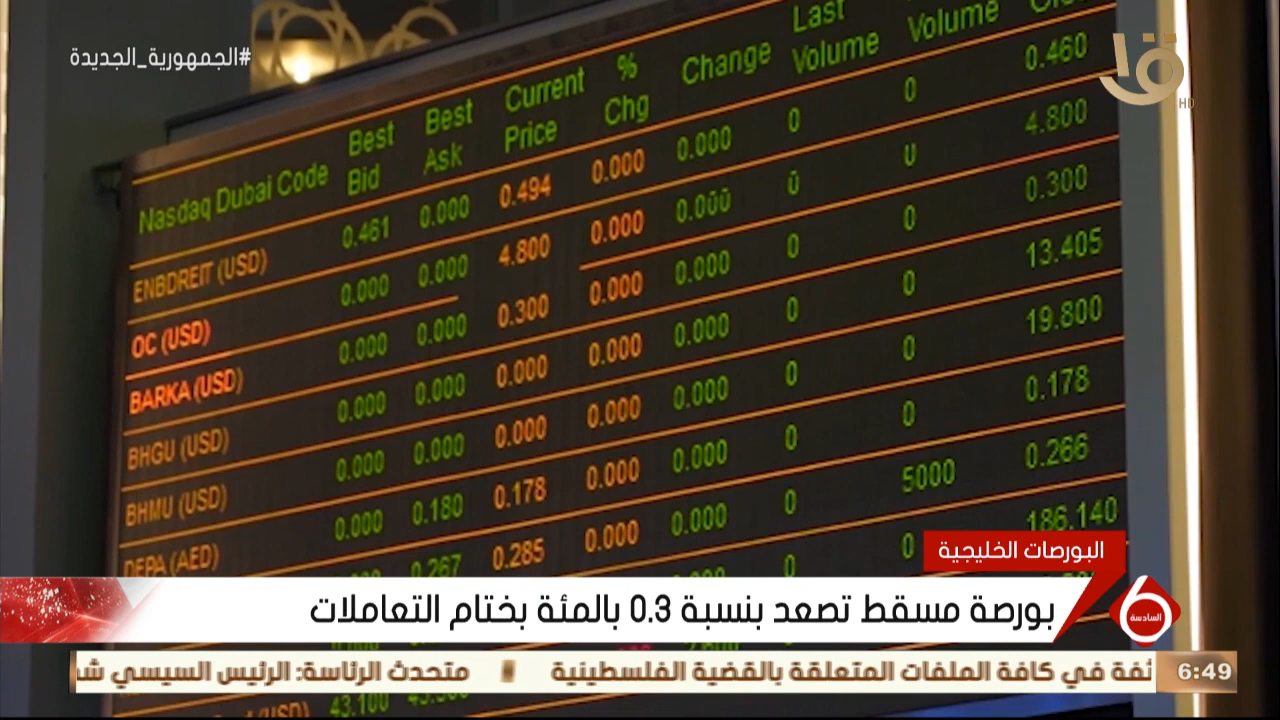 #الجمهورية_الجديدة
HD
Nasdaq Dubai Code Best Bid Best Ask Current Price % Chg Change Last Volume Volume
ENBDREIT (USD) 0.461 0.000 0.494 0.000 0.000 0 0 0.460
OC (USD) 0.000 0.000 4.800 0.000 0.000 0 0 4.800
BARKA (USD) 0.000 0.000 0.300 0.000 0.000 0 0 0.300
BHGU (USD) 0.000 0.000 0.000 0.000 0.000 0 0 13.405
BHMU (USD) 0.000 0.000 0.000 0.000 0.000 0 0 19.800
DEPA (AED) 0.000 0.180 0.178 0.000 0.000 0 0 0.178
0.267 0.285 0.000 0.000 0 5000 0.266
0 0 186.140
43.100
البورصات الخليجية
بورصة مسقط تصعد بنسبة 0.3 بالمئة بختام التعاملات
السادسة
6:49 ئفة في كافة الملفات المتعلقة بالقضية الفلسطينية متحدث الرئاسة: الرئيس السيسي شد